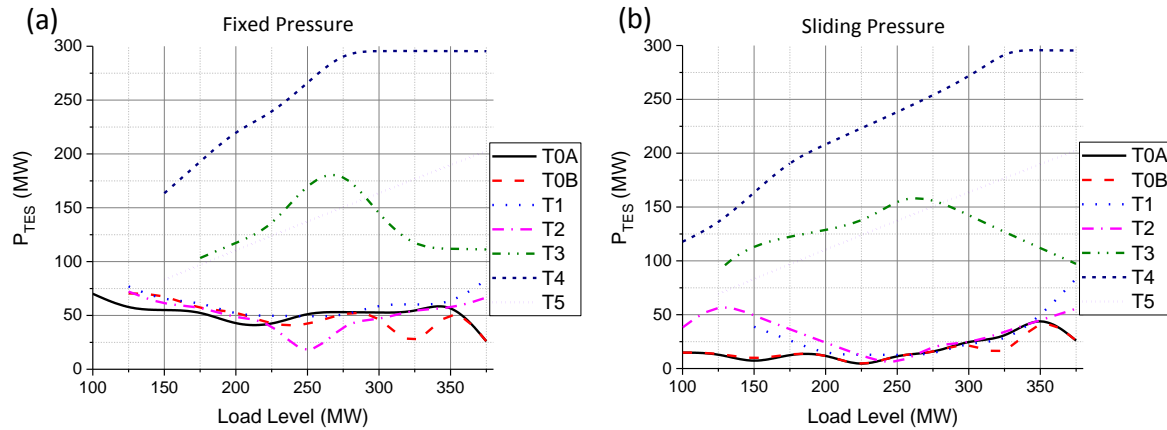 (a)
Fixed Pressure
300
250
200
150
100
50
0
P_TES (MW)
100 150 200 250 300 350
Load Level (MW)
T0A
T0B
T1
T2
T3
T4
T5
(b)
Sliding Pressure
300
250
200
150
100
50
0
P_TES (MW)
100 150 200 250 300 350
Load Level (MW)
T0A
T0B
T1
T2
T3
T4
T5